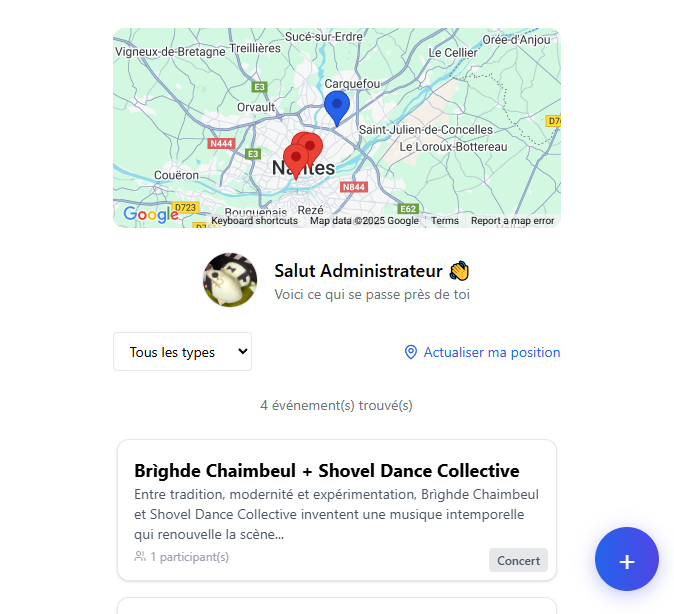 Sucé-sur-Erdre
Orée-d'Anjou
Vigneux-de-Bretagne
Treillières
Le Cellier
E3
Carquefou
Orvault
Saint-Julien-de-Concelles
N444
E3
Le Loroux-Bottereau
Nantes
Couëron
N844
D723
E62
Bouguenais
Rezé
Google
Keyboard shortcuts
Map data ©2025 Google
Terms
Report a map error
Salut Administrateur 👏
Voici ce qui se passe près de toi
Tous les types
Actualiser ma position
4 événement(s) trouvé(s)
Brìghde Chaimbeul + Shovel Dance Collective
Entre tradition, modernité et expérimentation, Brìghde Chaimbeul
et Shovel Dance Collective inventent une musique intemporelle
qui renouvelle la scène...
1 participant(s)
Concert
+